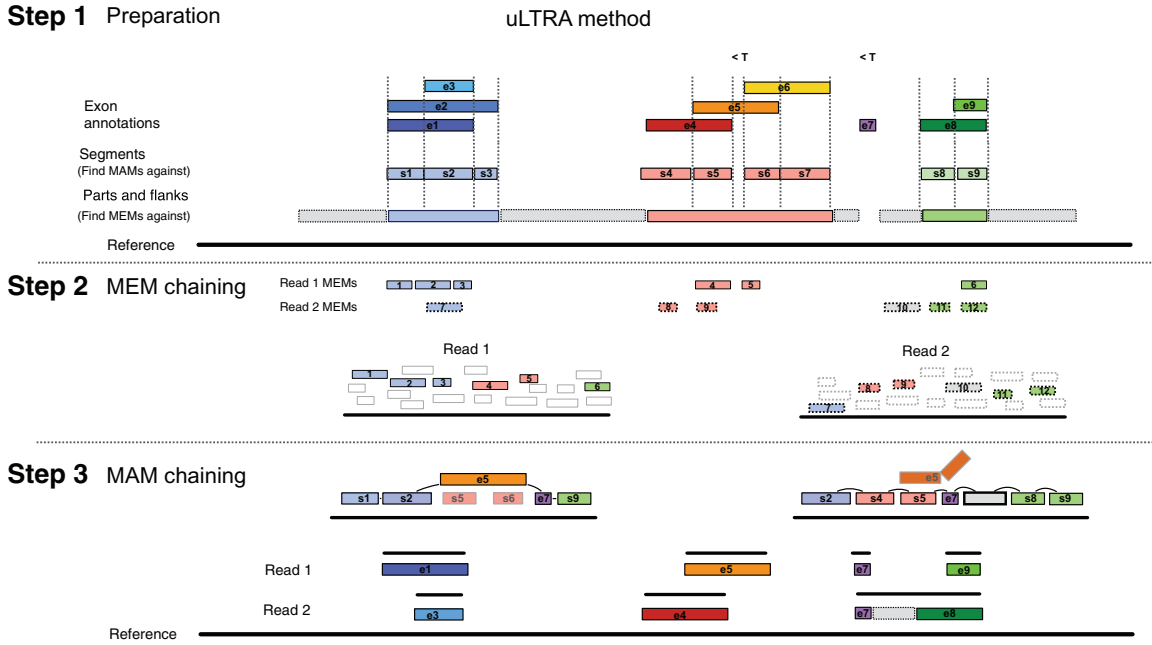 Step 1 Preparation
uLTRA method
< T < T
e3 e6
Exon
annotations
e2 e5 e9
e1 e4 e7 e8
Segments
(Find MAMs against)
s1 s2 s3 s4 s5 s6 s7 s8 s9
Parts and flanks
(Find MEMs against)
Reference
Step 2 MEM chaining
Read 1 MEMs 1 2 3 4 5 6
Read 2 MEMs 7 8 9 10 11 12
Read 1 Read 2
1 2 3 4 5 6
7 8 9 10 11 12
Step 3 MAM chaining
e5 e5
s1 s2 s5 s6 e7 s9 s2 s4 s5 e7 s8 s9
Read 1 e1 e5 e7 e9
Read 2 e3 e4 e7 e8
Reference